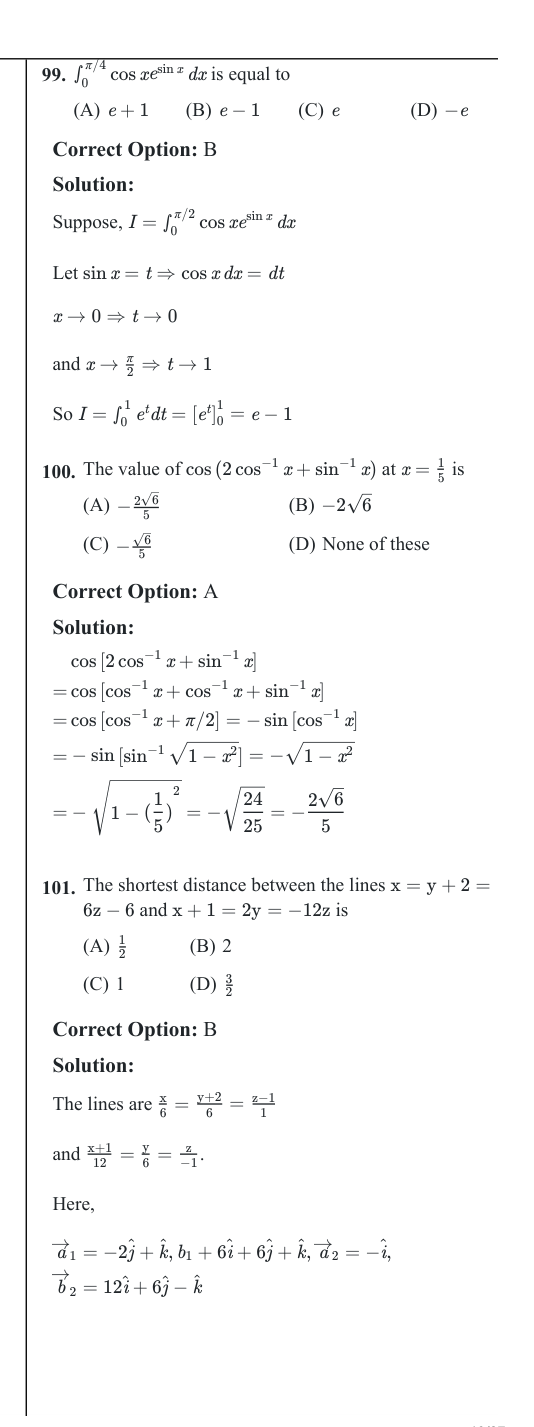 99. ∫₀^{π/4} cos xe^{sin x} dx is equal to
(A) e + 1 (B) e − 1 (C) e (D) −e
Correct Option: B
Solution:
Suppose, I = ∫₀^{π/2} cos xe^{sin x} dx
Let sin x = t ⇒ cos x dx = dt
x → 0 ⇒ t → 0
and x → π/2 ⇒ t → 1
So I = ∫₀¹ eᵗdt = [eᵗ]₀¹ = e − 1
100. The value of cos (2 cos⁻¹ x + sin⁻¹ x) at x = 1/5 is
(A) −2√6/5 (B) −2√6
(C) −√6/5 (D) None of these
Correct Option: A
Solution:
cos [2 cos⁻¹ x + sin⁻¹ x]
= cos [cos⁻¹ x + cos⁻¹ x + sin⁻¹ x]
= cos [cos⁻¹ x + π/2] = − sin [cos⁻¹ x]
= − sin [sin⁻¹ √(1 − x²)] = −√(1 − x²)
= −√(1 − (1/5)²) = −√(24/25) = −2√6/5
101. The shortest distance between the lines x = y + 2 =
6z − 6 and x + 1 = 2y = −12z is
(A) 1/2 (B) 2
(C) 1 (D) 3/2
Correct Option: B
Solution:
The lines are x/6 = (y+2)/6 = (z−1)/1
and (x+1)/12 = y/6 = z/−1.
Here,
a⃗₁ = −2ĵ + k̂, b₁ + 6î + 6ĵ + k̂, a⃗₂ = −î,
b⃗₂ = 12î + 6ĵ − k̂